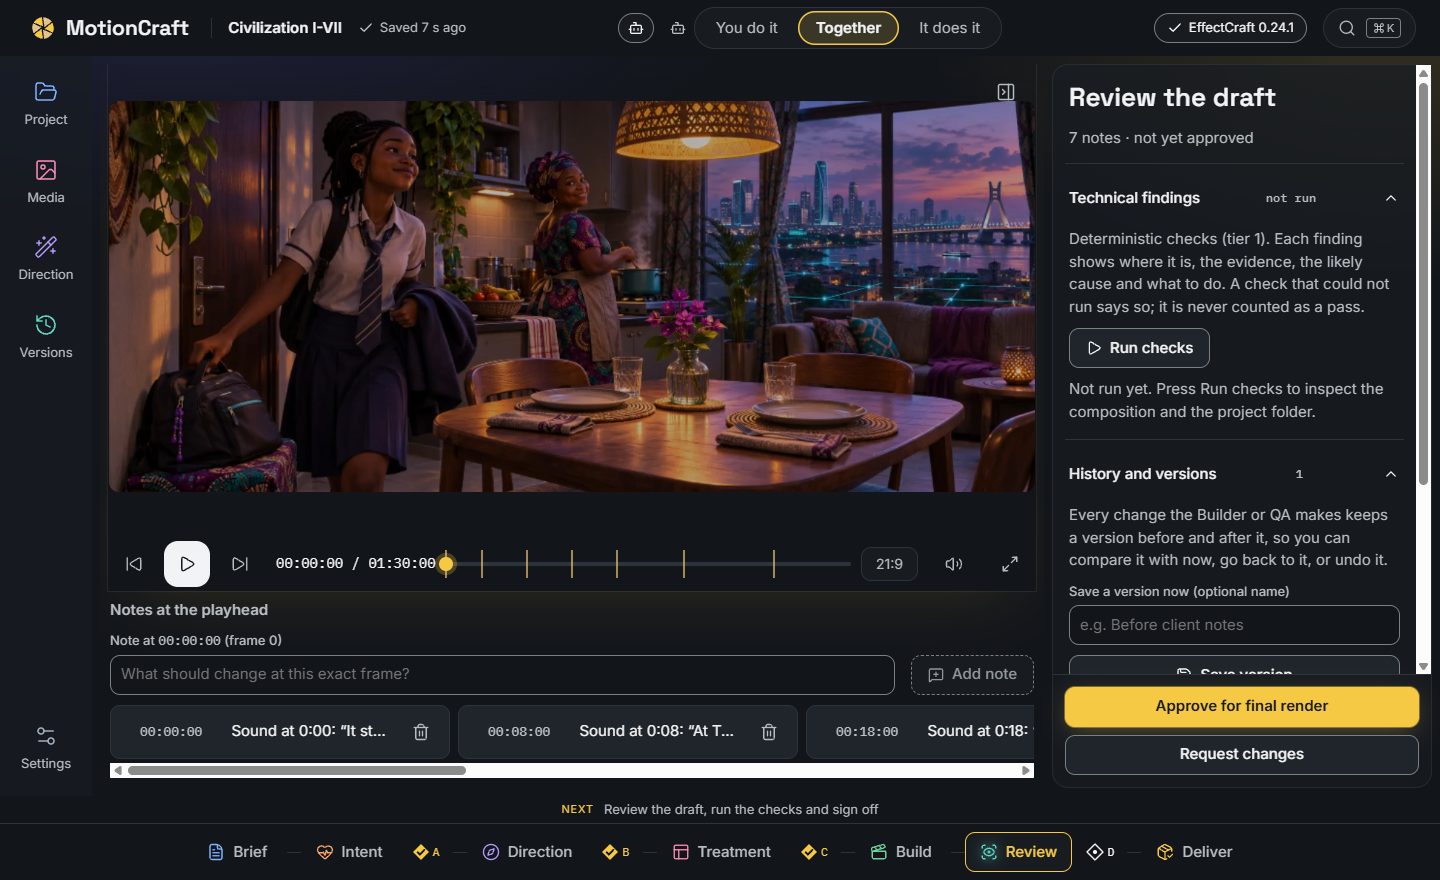 MotionCraft
Civilization I-VII
Saved 7 s ago
You do it
Together
It does it
EffectCraft 0.24.1
⌘K
Project
Media
Direction
Versions
Settings
00:00:00 / 01:30:00
21:9
Notes at the playhead
Note at 00:00:00 (frame 0)
What should change at this exact frame?
Add note
00:00:00 Sound at 0:00: “It st...
00:08:00 Sound at 0:08: “At T...
00:18:00 Sound at 0:18:
Review the draft
7 notes · not yet approved
Technical findings
not run
Deterministic checks (tier 1). Each finding
shows where it is, the evidence, the likely
cause and what to do. A check that could not
run says so; it is never counted as a pass.
Run checks
Not run yet. Press Run checks to inspect the
composition and the project folder.
History and versions
1
Every change the Builder or QA makes keeps
a version before and after it, so you can
compare it with now, go back to it, or undo it.
Save a version now (optional name)
e.g. Before client notes
Save version
Approve for final render
Request changes
NEXT Review the draft, run the checks and sign off
Brief
Intent
A
Direction
B
Treatment
C
Build
Review
D
Deliver